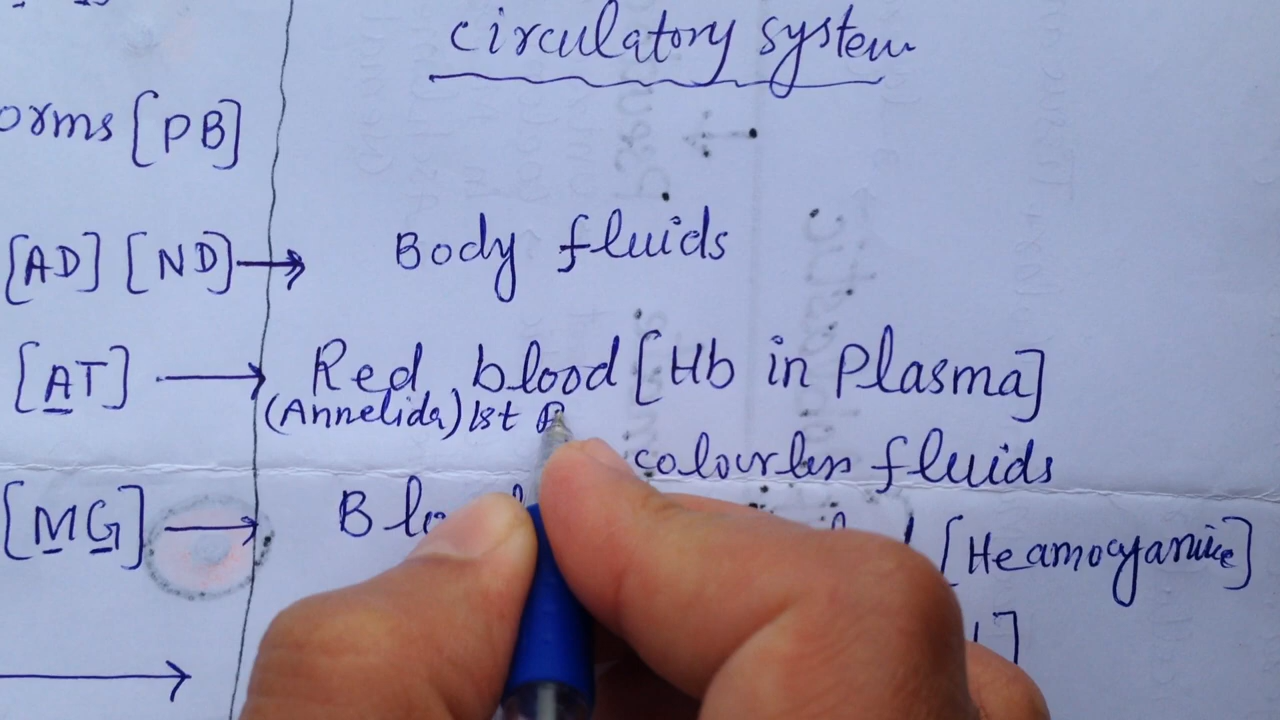 circulatory system
orms [PB]
[AD] [ND] → Body fluids
[AT] → Red blood [Hb in Plasma]
(Annelida) 1st
colourless fluids
[MG] →
[Heamocyanine]
→